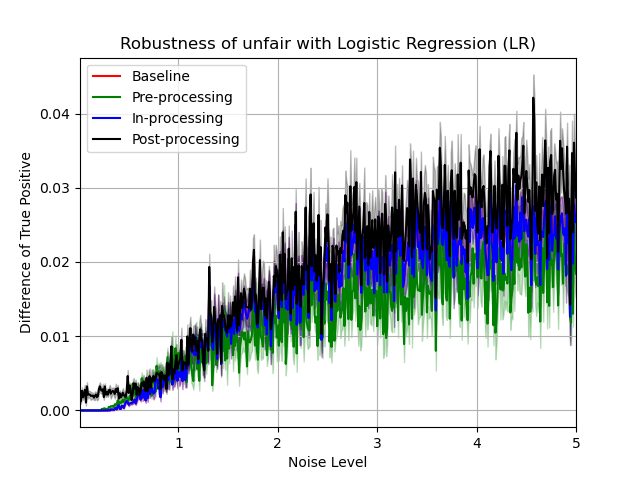 Robustness of unfair with Logistic Regression (LR)
Baseline
Pre-processing
In-processing
Post-processing
Difference of True Positive
0.04
0.03
0.02
0.01
0.00
1 2 3 4 5
Noise Level